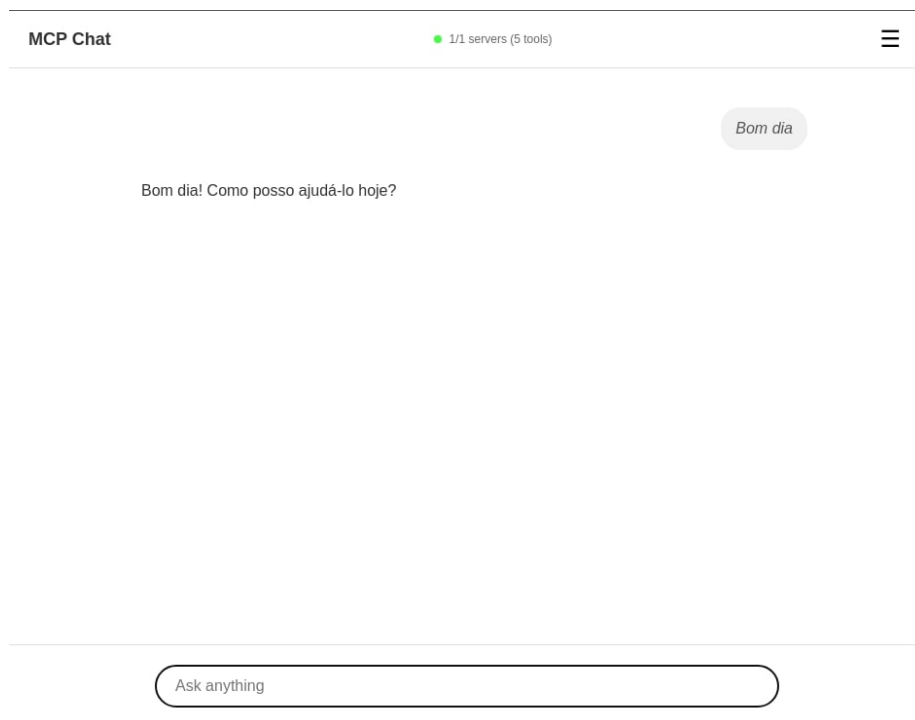 MCP Chat
1/1 servers (5 tools)
Bom dia
Bom dia! Como posso ajudá-lo hoje?
Ask anything